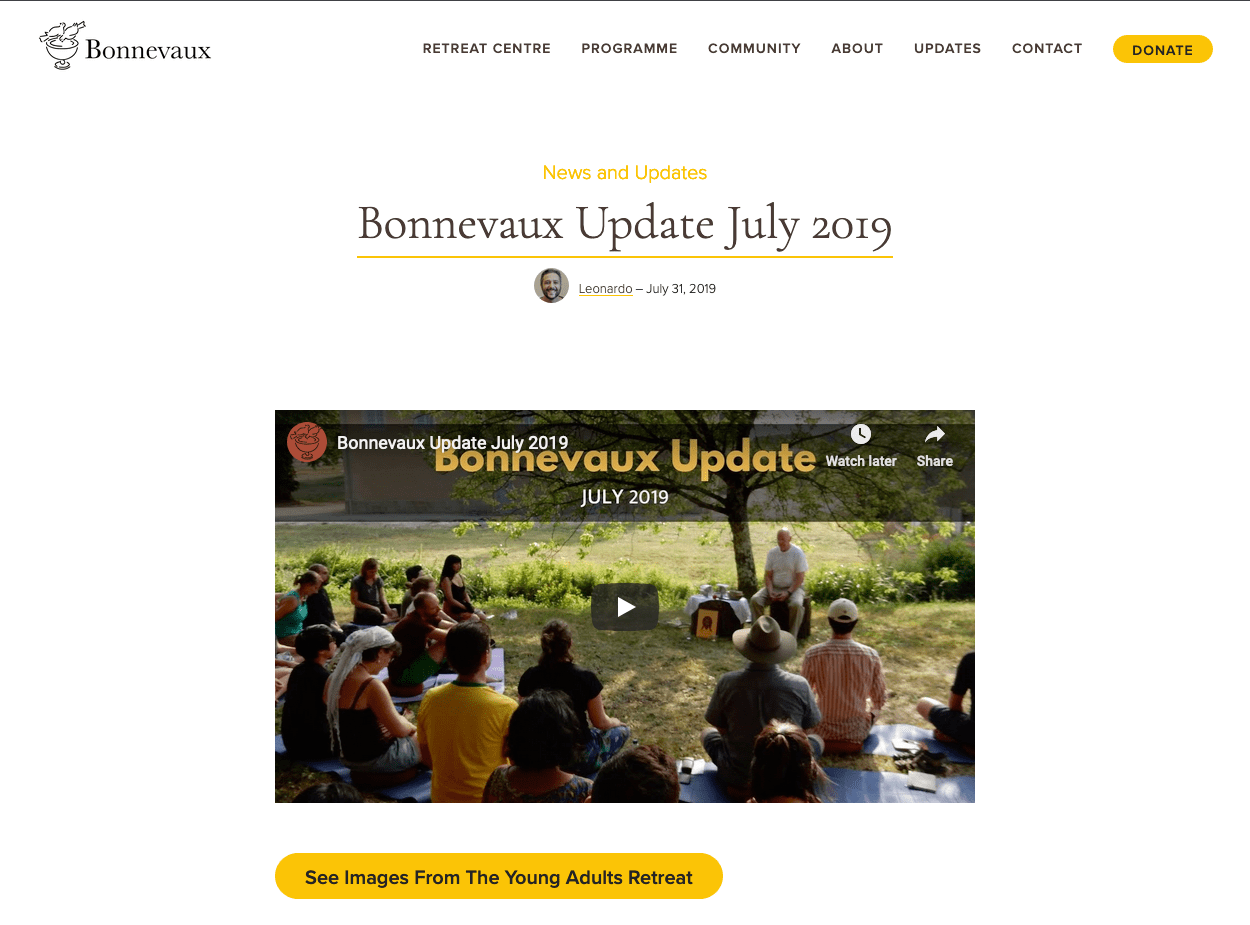 Bonnevaux
RETREAT CENTRE PROGRAMME COMMUNITY ABOUT UPDATES CONTACT DONATE
News and Updates
Bonnevaux Update July 2019
Leonardo – July 31, 2019
Bonnevaux Update July 2019
Bonnevaux Update
Watch later Share
JULY 2019
See Images From The Young Adults Retreat